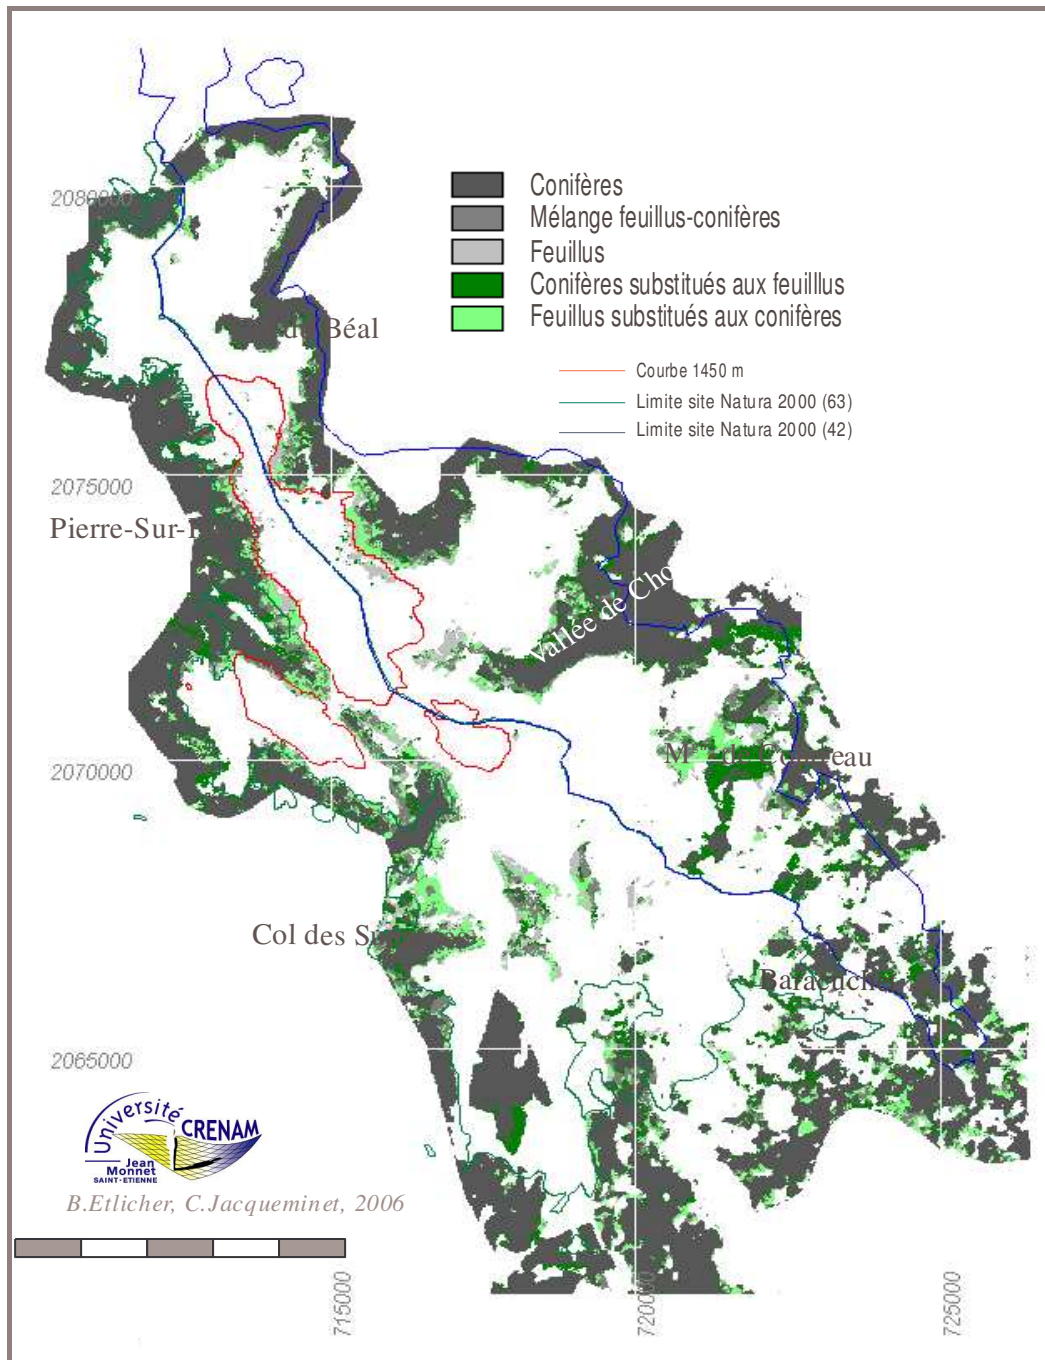 2080000
Conifères
Mélange feuillus-conifères
Feuillus
Conifères substitués aux feuilllus
Feuillus substitués aux conifères
Béal
Courbe 1450 m
Limite site Natura 2000 (63)
Limite site Natura 2000 (42)
2075000
Pierre-Sur-
Vallée de Cho
2070000
Col des
Baracuche
2065000
Université
CRENAM
Jean
Monnet
SAINT-ETIENNE
B.Etlicher, C.Jacqueminet, 2006
715000
720000
725000